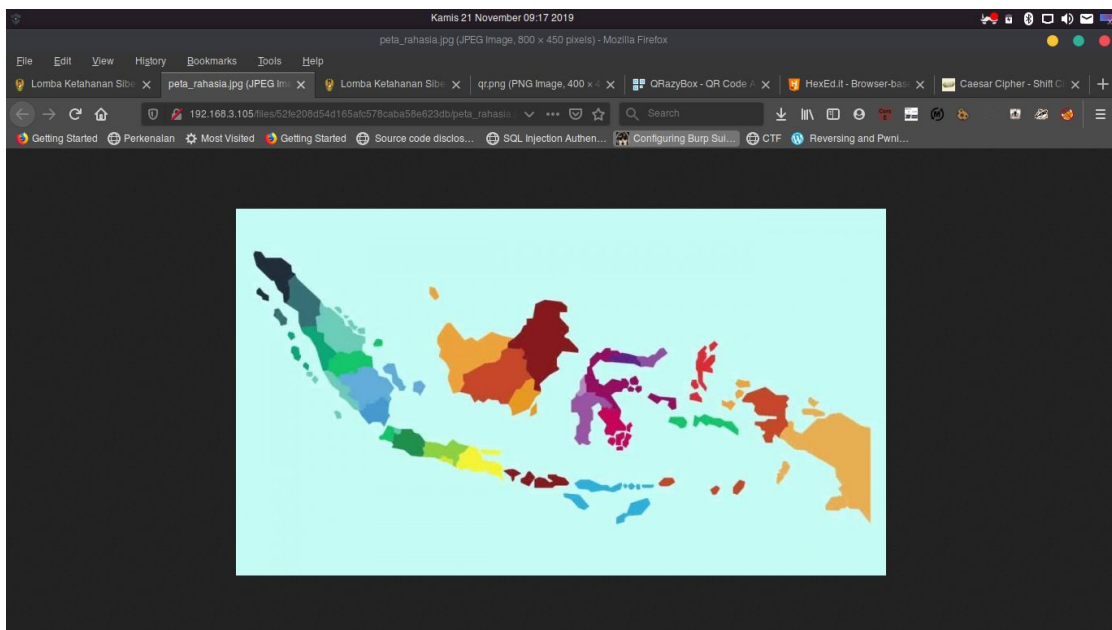 Kamis 21 November 09:17 2019
peta_rahasia.jpg (JPEG Image, 800 × 450 pixels) - Mozilla Firefox
File Edit View History Bookmarks Tools Help
Lomba Ketahanan Sibe peta_rahasia.jpg (JPEG Im Lomba Ketahanan Sibe qr.png (PNG Image, 400 × QRazyBox - QR Code A HexEd.it - Browser-bas Caesar Cipher - Shift C
192.168.3.105/files/52fe208d54d165afc578caba58e623db/peta_rahasia. Search
Getting Started Perkenalan Most Visited Getting Started Source code disclos... SQL Injection Authen... Configuring Burp Sui... CTF Reversing and Pwni...